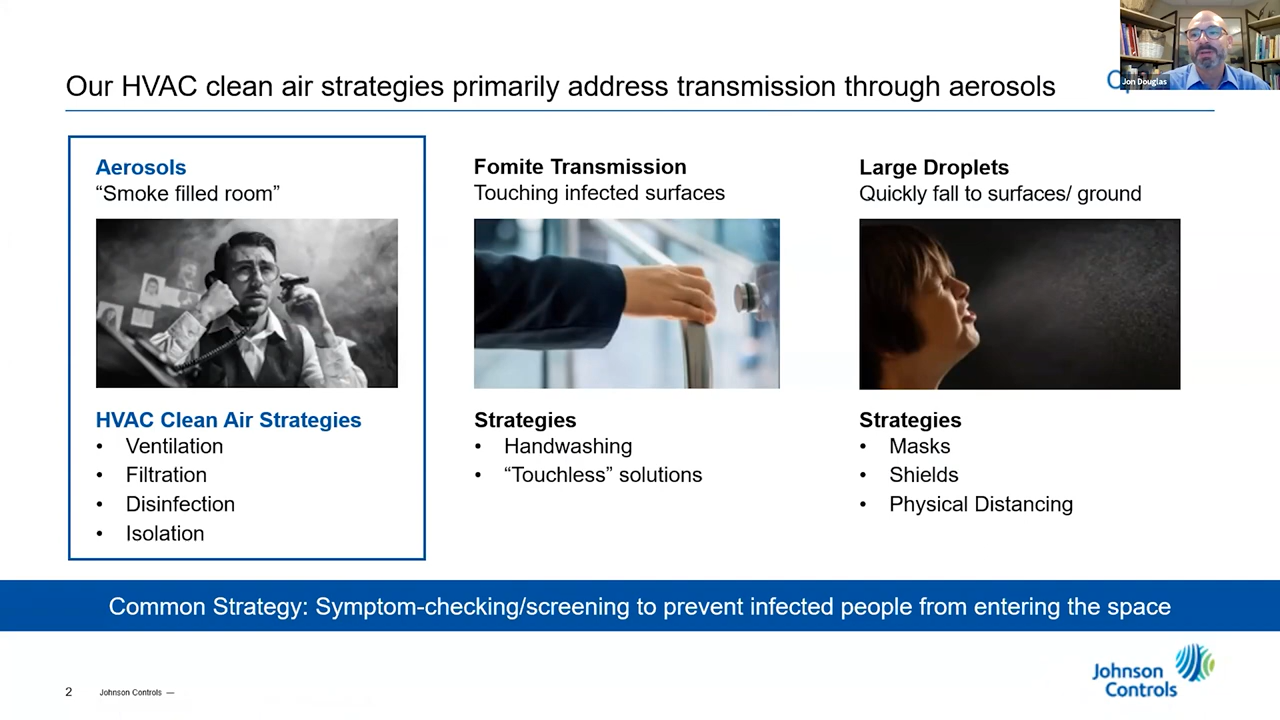 Our HVAC clean air strategies primarily address transmission through aerosols
Jon Douglas
Aerosols
“Smoke filled room”
HVAC Clean Air Strategies
• Ventilation
• Filtration
• Disinfection
• Isolation
Fomite Transmission
Touching infected surfaces
Strategies
• Handwashing
• “Touchless” solutions
Large Droplets
Quickly fall to surfaces/ ground
Strategies
• Masks
• Shields
• Physical Distancing
Common Strategy: Symptom-checking/screening to prevent infected people from entering the space
2
Johnson Controls —
Johnson
Controls